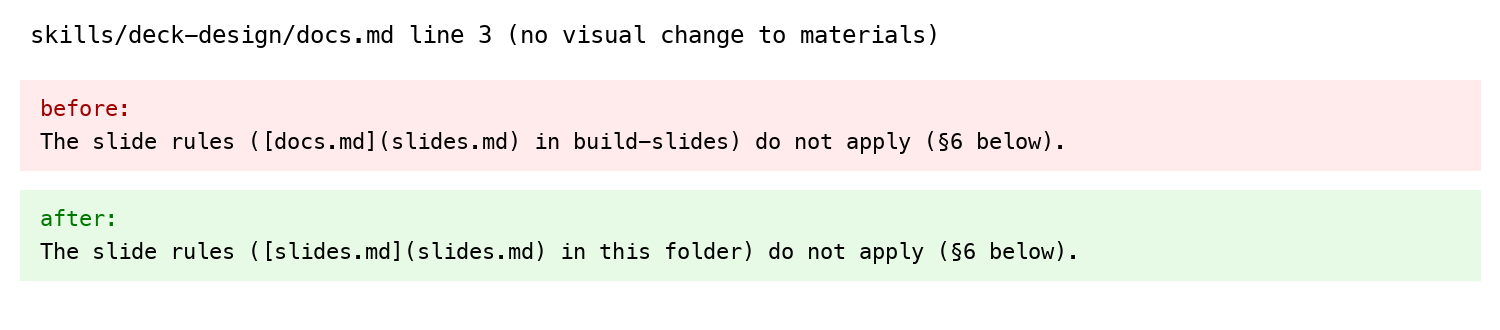 skills/deck-design/docs.md line 3 (no visual change to materials)
before:
The slide rules ([docs.md](slides.md) in build-slides) do not apply (§6 below).
after:
The slide rules ([slides.md](slides.md) in this folder) do not apply (§6 below).